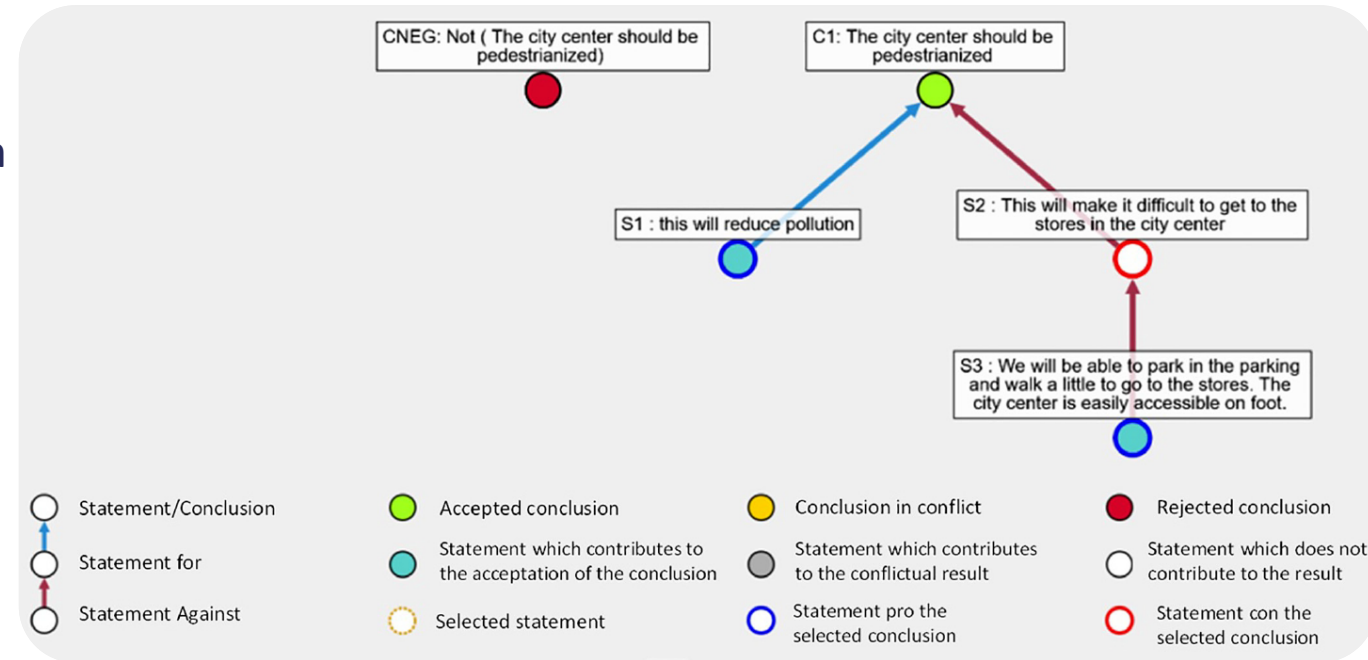 CNEG: Not ( The city center should be
pedestrianized)
C1: The city center should be
pedestrianized
S1 : this will reduce pollution
S2 : This will make it difficult to get to the
stores in the city center
S3 : We will be able to park in the parking
and walk a little to go to the stores. The
city center is easily accessible on foot.
Statement/Conclusion
Accepted conclusion
Conclusion in conflict
Rejected conclusion
Statement for
Statement which contributes to
the acceptation of the conclusion
Statement which contributes
to the conflictual result
Statement which does not
contribute to the result
Statement Against
Selected statement
Statement pro the
selected conclusion
Statement con the
selected conclusion